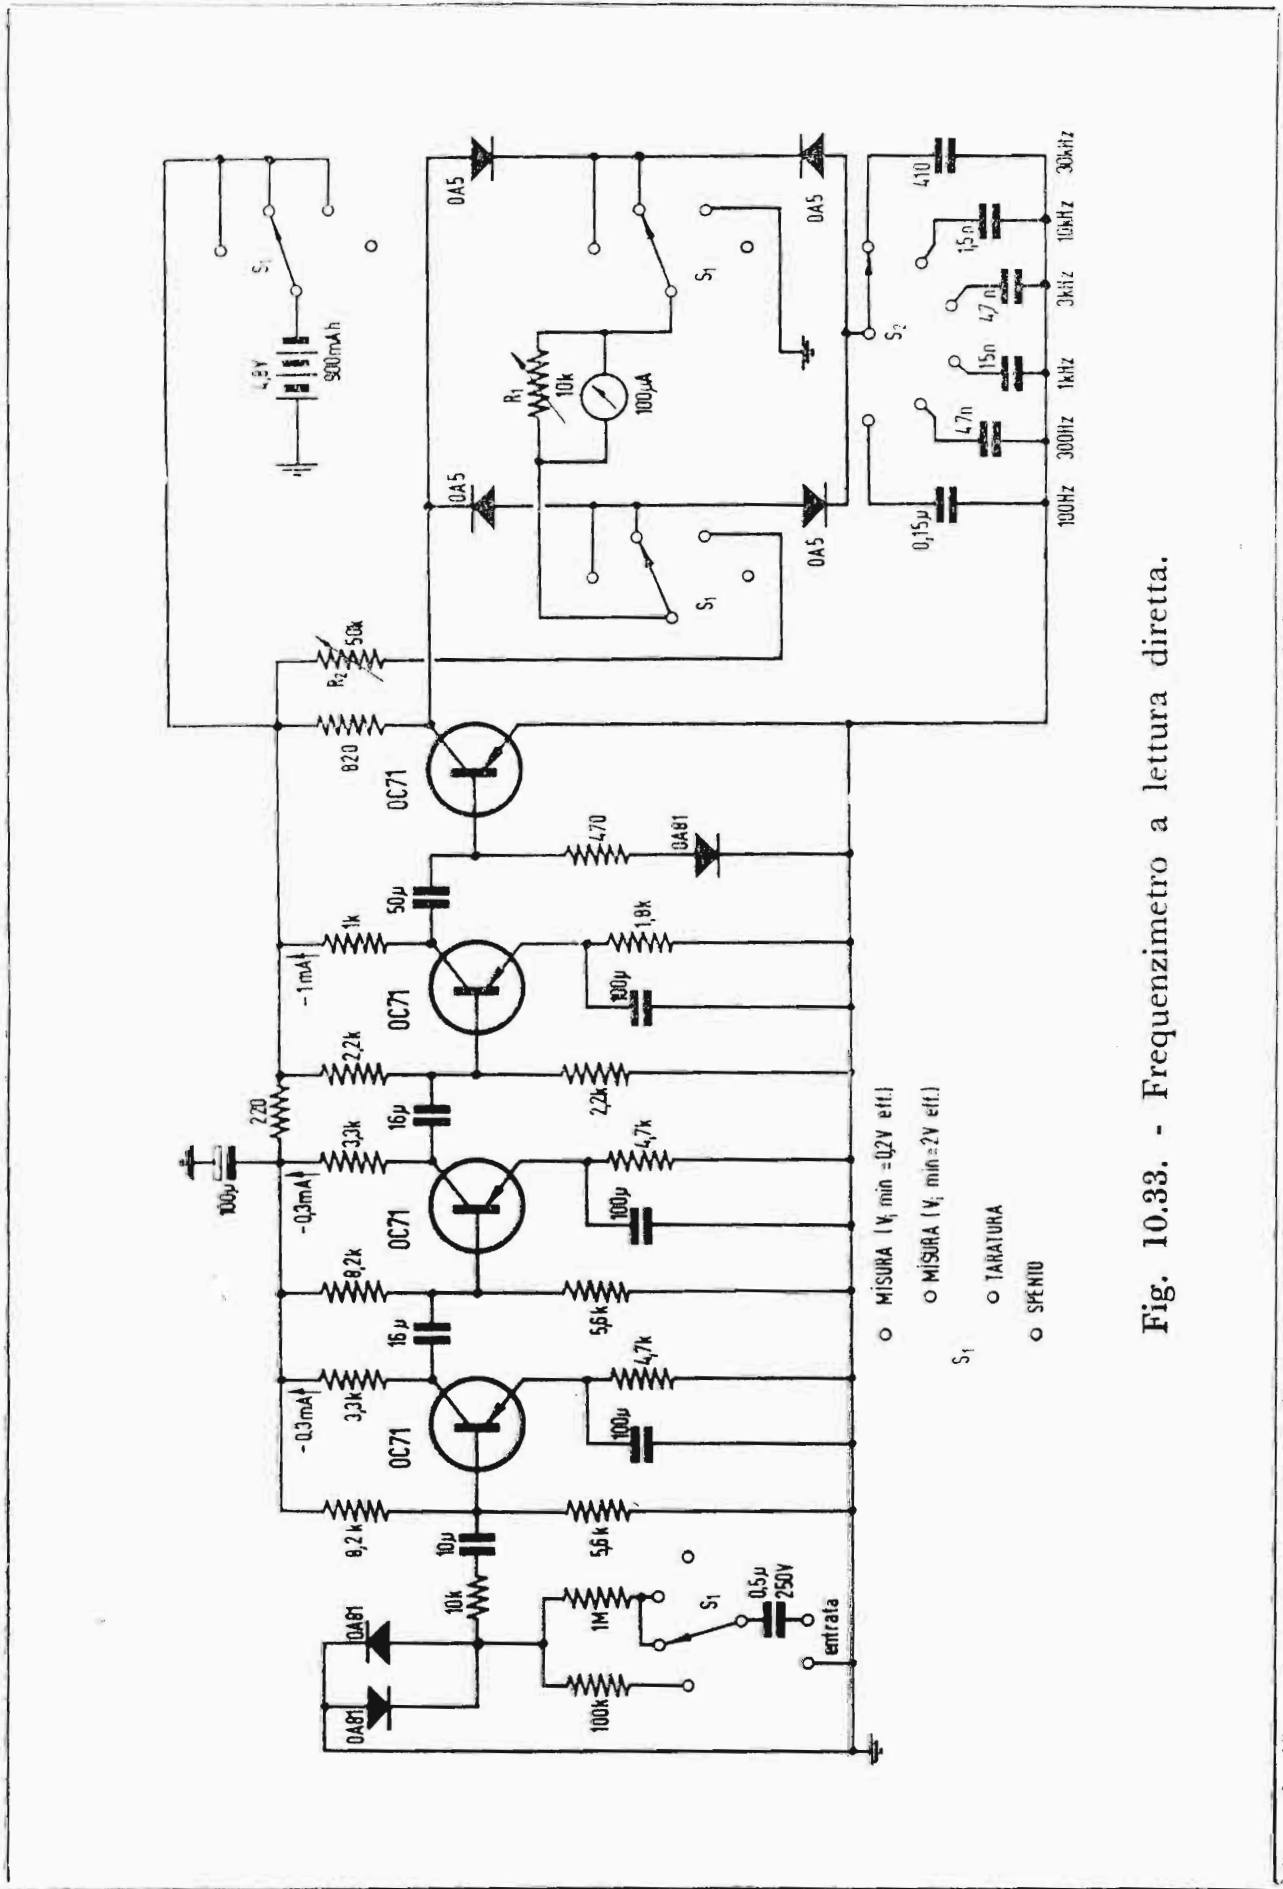 0A81
0A81
100k
1M
S1
0,5µ
250V
entrata
10k
10µ
8,2k
5,6k
-0,3mA
3,3k
0C71
100µ
4,7k
16µ
8,2k
5,6k
100µ
-0,3mA
3,3k
0C71
100µ
4,7k
220
16µ
2,2k
2,2k
-1mA
1k
0C71
100µ
1,8k
50µ
470
0A81
820
0C71
R2
50k
4,8V
900mAh
S1
0A5
0A5
0A5
0A5
R1
10k
100µA
S1
S1
S2
0,15µ
47n
15n
4,7n
1,5n
410
100Hz
300Hz
1kHz
3kHz
10kHz
30kHz
S1
MISURA (Vi min = 0,2V eff.)
MISURA (Vi min = 2V eff.)
TARATURA
SPENTO
Fig. 10.33. - Frequenzimetro a lettura diretta.